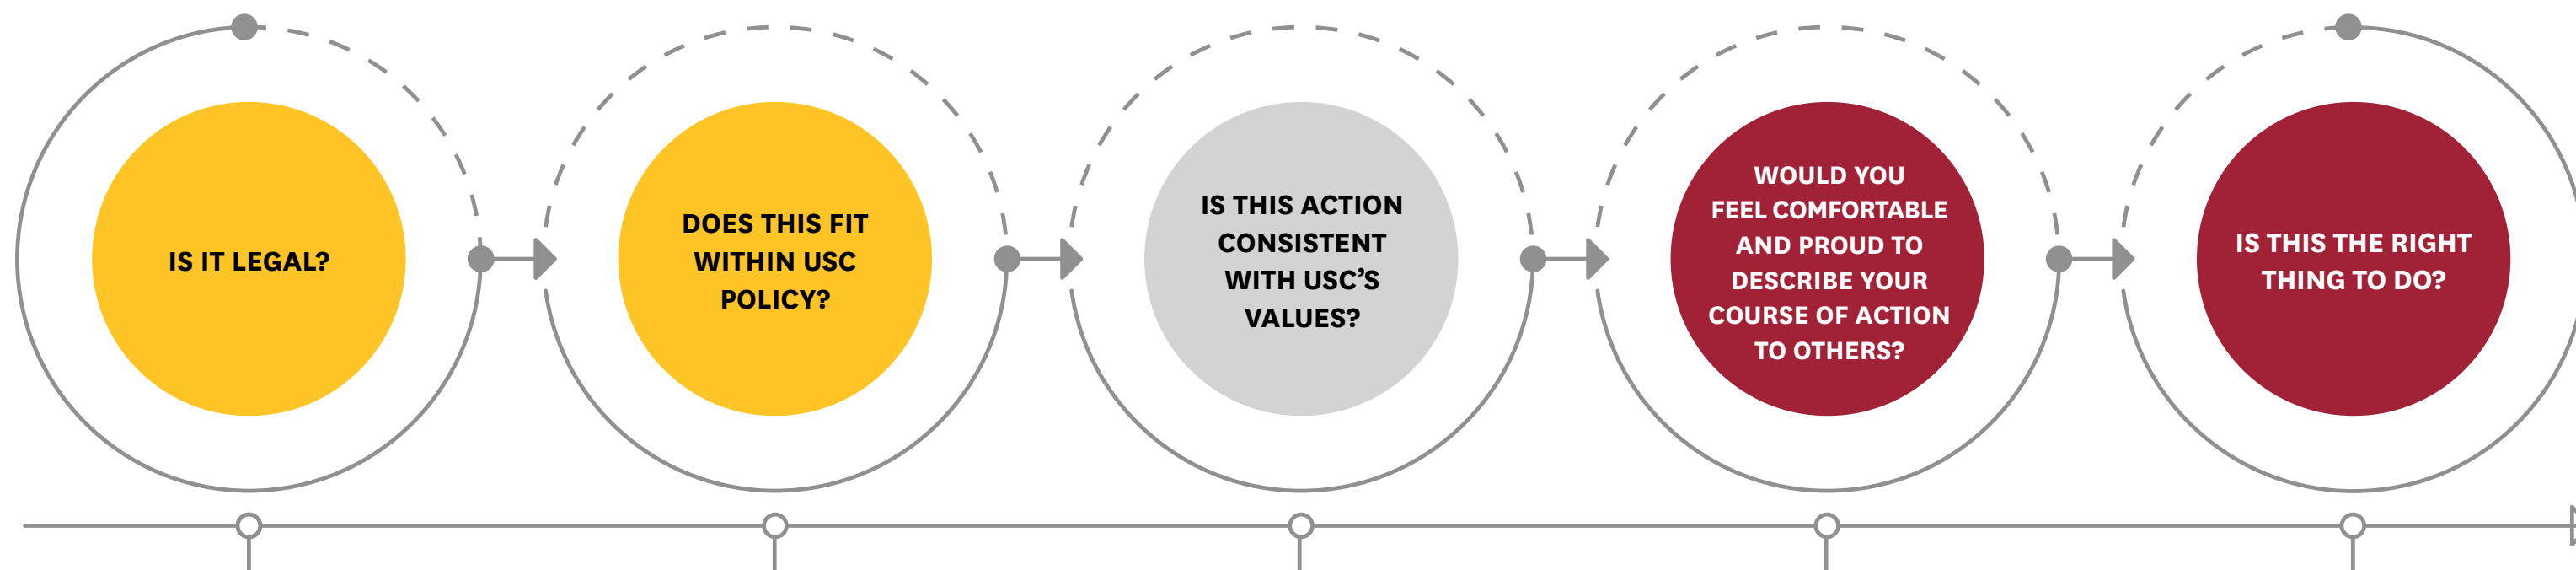 IS IT LEGAL?
DOES THIS FIT
WITHIN USC
POLICY?
IS THIS ACTION
CONSISTENT
WITH USC’S
VALUES?
WOULD YOU
FEEL COMFORTABLE
AND PROUD TO
DESCRIBE YOUR
COURSE OF ACTION
TO OTHERS?
IS THIS THE RIGHT
THING TO DO?